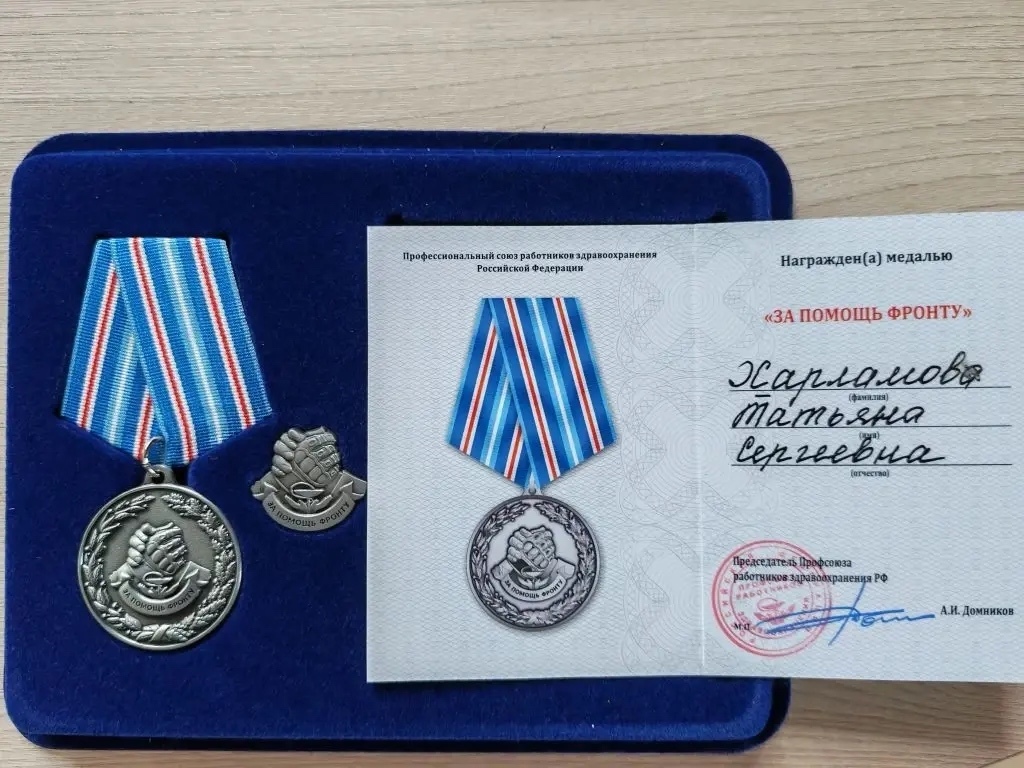 ЗА ПОМОЩЬ ФРОНТУ
ЗА ПОМОЩЬ ФРОНТУ
Профессиональный союз работников здравоохранения
Российской Федерации
ЗА ПОМОЩЬ ФРОНТУ
Награжден(а) медалью
«ЗА ПОМОЩЬ ФРОНТУ»
Харламова
(фамилия)
Татьяна
(имя)
Сергеевна
(отчество)
Председатель Профсоюза
работников здравоохранения РФ
А.И. Домников
М.П.